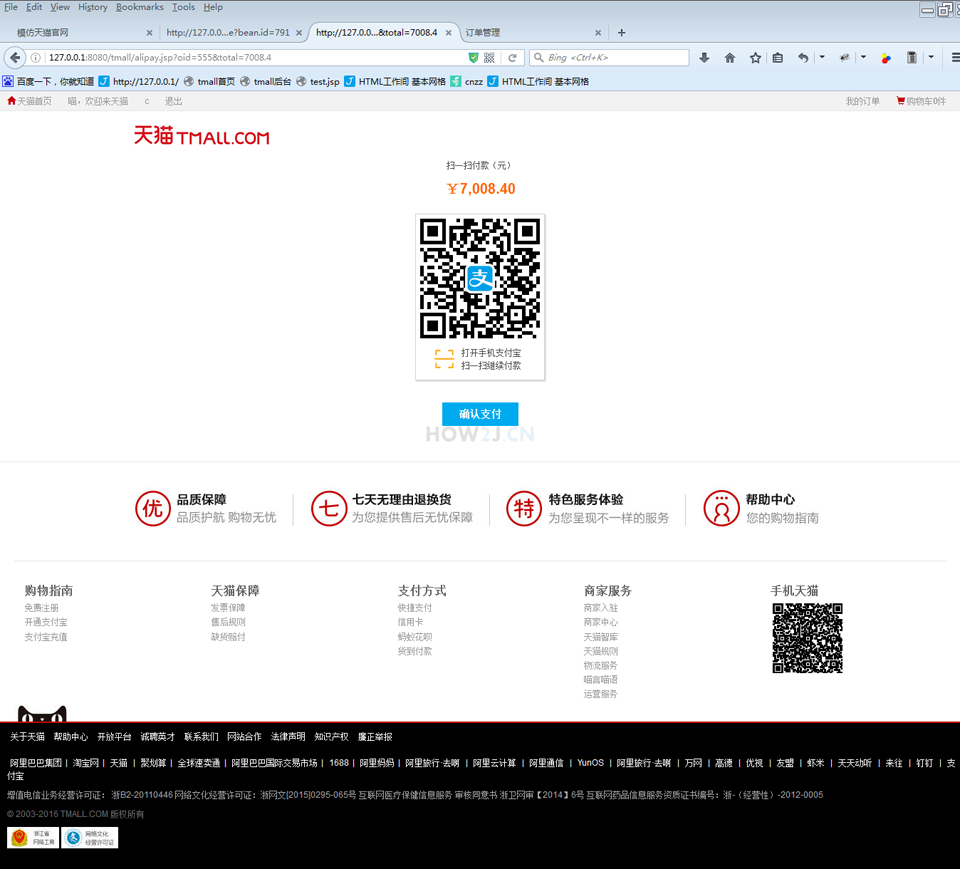 File Edit View History Bookmarks Tools Help
模仿天猫官网 × http://127.0.0...e?bean.id=791 × http://127.0.0...&total=7008.4 × 订单管理 × +
127.0.0.1:8080/tmall/alipay.jsp?oid=555&total=7008.4 Bing <Ctrl+K>
百度一下，你就知道 http://127.0.0.1/ tmall首页 tmall后台 test.jsp HTML工作间 基本网格 cnzz HTML工作间 基本网格
天猫首页 喵，欢迎来天猫 c 退出 我的订单 购物车0件
天猫 TMALL.COM
扫一扫付款（元）
￥7,008.40
支
打开手机支付宝
扫一扫继续付款
确认支付
HOW2J.CN
优 品质保障 七 七天无理由退换货 特 特色服务体验 帮助中心
品质护航 购物无忧 为您提供售后无忧保障 为您呈现不一样的服务 您的购物指南
购物指南 天猫保障 支付方式 商家服务 手机天猫
免费注册 发票保障 快捷支付 商家入驻
开通支付宝 售后规则 信用卡 商家中心
支付宝充值 缺货赔付 蚂蚁花呗 天猫智库
货到付款 天猫规则
物流服务
喵言喵语
运营服务
关于天猫 帮助中心 开放平台 诚聘英才 联系我们 网站合作 法律声明 知识产权 廉正举报
阿里巴巴集团 | 淘宝网 | 天猫 | 聚划算 | 全球速卖通 | 阿里巴巴国际交易市场 | 1688 | 阿里妈妈 | 阿里旅行·去啊 | 阿里云计算 | 阿里通信 | YunOS | 阿里旅行·去啊 | 万网 | 高德 | 优视 | 友盟 | 虾米 | 天天动听 | 来往 | 钉钉 | 支
付宝
增值电信业务经营许可证： 浙B2-20110446 网络文化经营许可证：浙网文[2015]0295-065号 互联网医疗保健信息服务 审核同意书 浙卫网审【2014】6号 互联网药品信息服务资质证书编号：浙-（经营性）-2012-0005
© 2003-2016 TMALL.COM 版权所有
浙江省 网络文化
网络工商 经营许可证